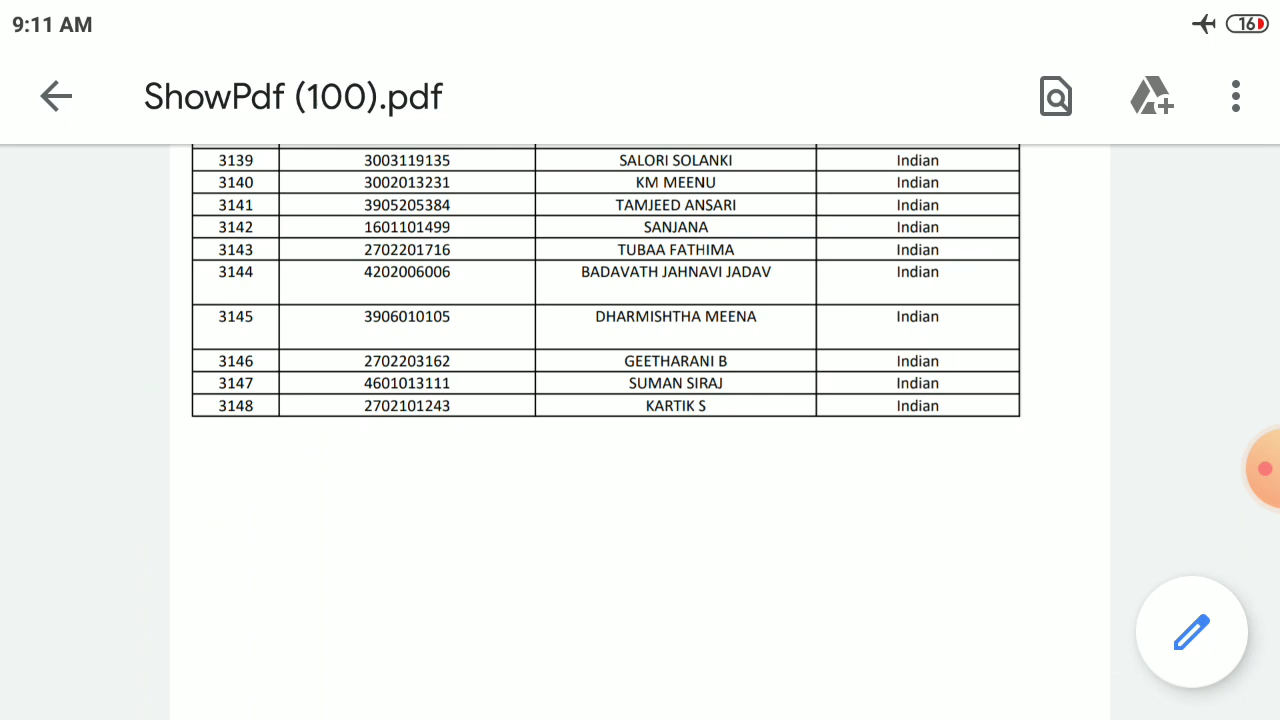 9:11 AM
16
ShowPdf (100).pdf
3139 3003119135 SALORI SOLANKI Indian
3140 3002013231 KM MEENU Indian
3141 3905205384 TAMJEED ANSARI Indian
3142 1601101499 SANJANA Indian
3143 2702201716 TUBAA FATHIMA Indian
3144 4202006006 BADAVATH JAHNAVI JADAV Indian
3145 3906010105 DHARMISHTHA MEENA Indian
3146 2702203162 GEETHARANI B Indian
3147 4601013111 SUMAN SIRAJ Indian
3148 2702101243 KARTIK S Indian